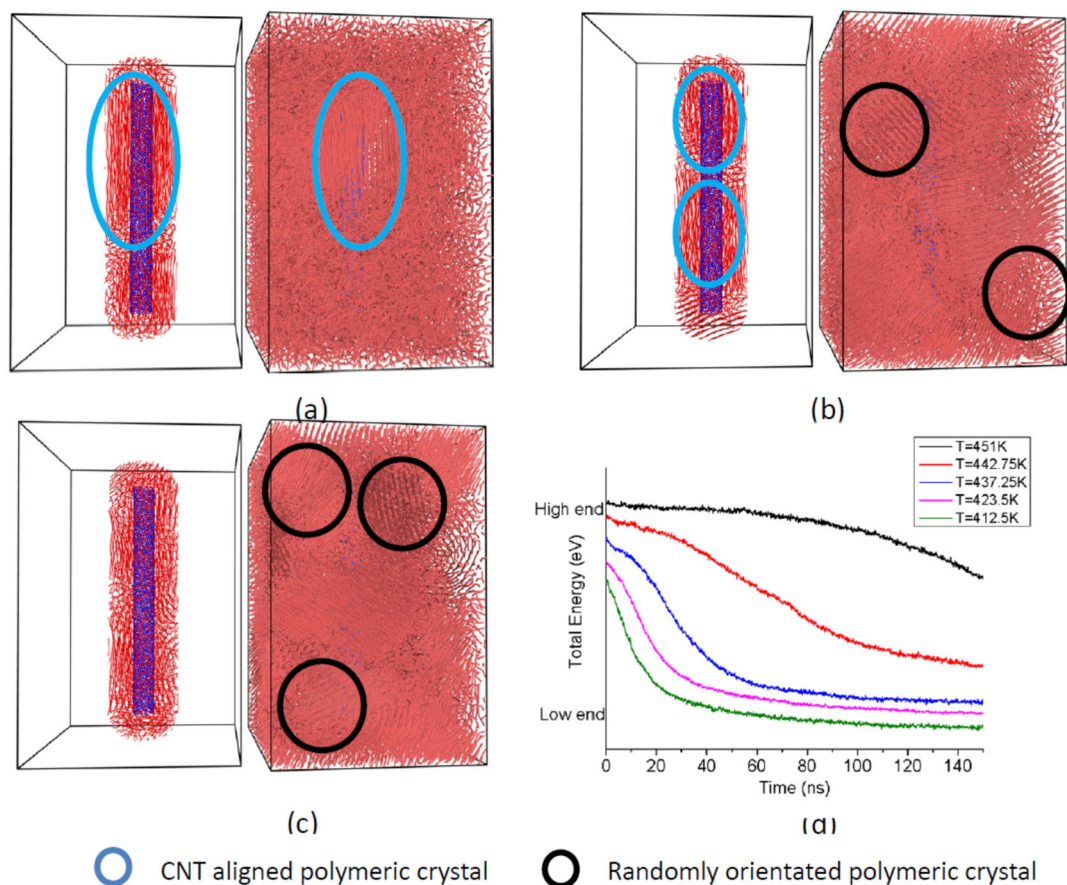 (a)
(b)
(c)
T=451K
T=442.75K
T=437.25K
T=423.5K
T=412.5K
High end
Low end
Total Energy (eV)
0 20 40 60 80 100 120 140
Time (ns)
(d)
CNT aligned polymeric crystal
Randomly orientated polymeric crystal